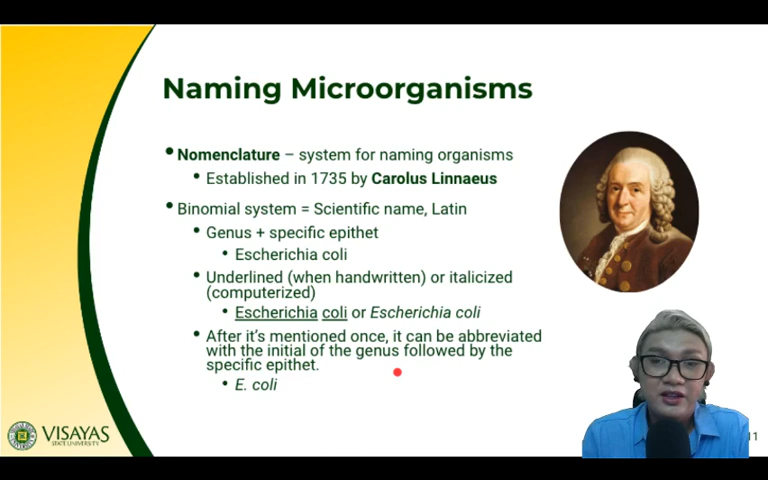 Naming Microorganisms
• Nomenclature – system for naming organisms
• Established in 1735 by Carolus Linnaeus
• Binomial system = Scientific name, Latin
• Genus + specific epithet
• Escherichia coli
• Underlined (when handwritten) or italicized
(computerized)
• Escherichia coli or Escherichia coli
• After it's mentioned once, it can be abbreviated
with the initial of the genus followed by the
specific epithet.
• E. coli
VISAYAS
STATE UNIVERSITY
11